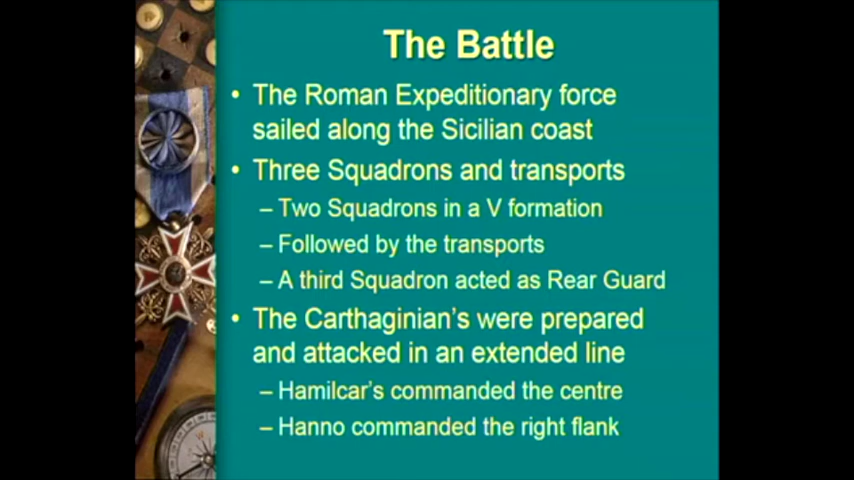 The Battle
• The Roman Expeditionary force
sailed along the Sicilian coast
• Three Squadrons and transports
– Two Squadrons in a V formation
– Followed by the transports
– A third Squadron acted as Rear Guard
• The Carthaginian's were prepared
and attacked in an extended line
– Hamilcar's commanded the centre
– Hanno commanded the right flank